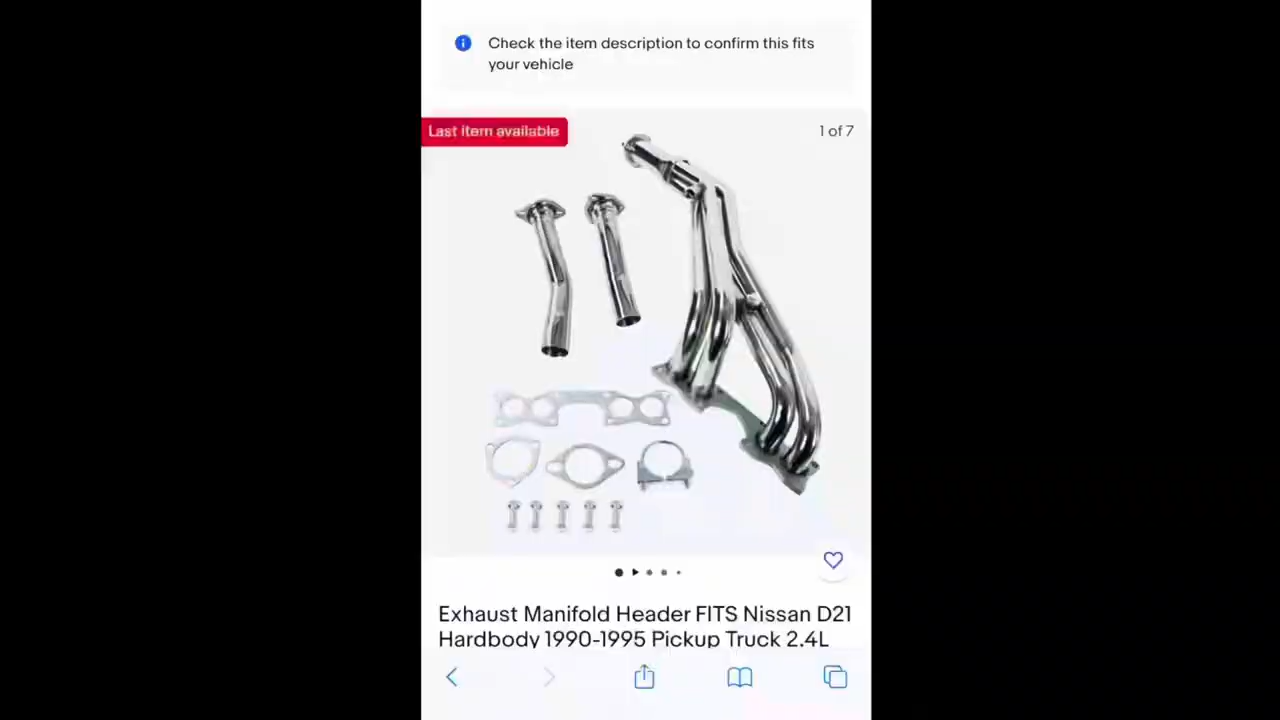 Check the item description to confirm this fits
your vehicle
Last item available
1 of 7
Exhaust Manifold Header FITS Nissan D21
Hardbody 1990-1995 Pickup Truck 2.4L